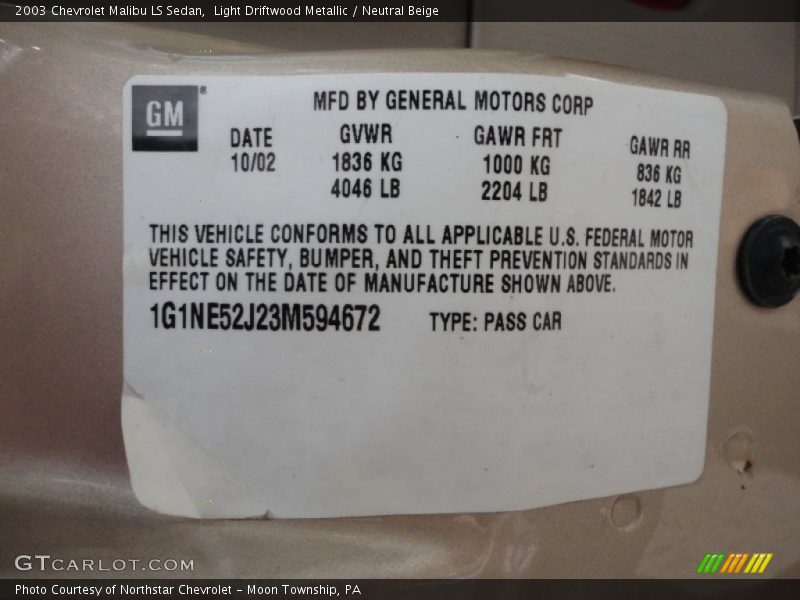 2003 Chevrolet Malibu LS Sedan,  Light Driftwood Metallic / Neutral Beige
GM
MFD BY GENERAL MOTORS CORP
DATE GVWR GAWR FRT GAWR RR
10/02 1836 KG 1000 KG 836 KG
4046 LB 2204 LB 1842 LB
THIS VEHICLE CONFORMS TO ALL APPLICABLE U.S. FEDERAL MOTOR
VEHICLE SAFETY, BUMPER, AND THEFT PREVENTION STANDARDS IN
EFFECT ON THE DATE OF MANUFACTURE SHOWN ABOVE.
1G1NE52J23M594672 TYPE: PASS CAR
GTCARLOT.COM
Photo Courtesy of Northstar Chevrolet - Moon Township, PA